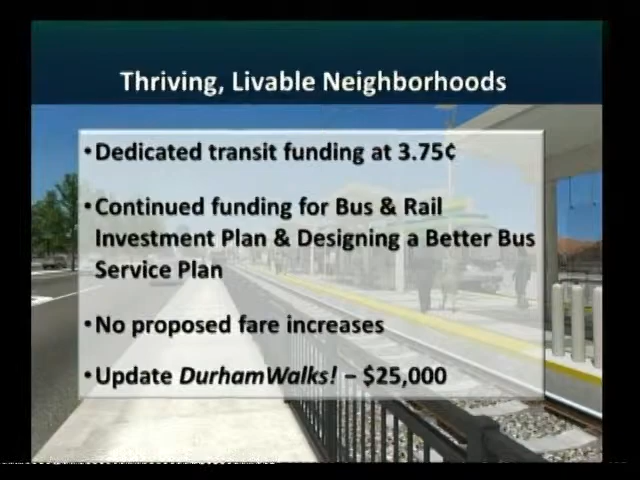 Thriving, Livable Neighborhoods
•Dedicated transit funding at 3.75¢
•Continued funding for Bus & Rail
Investment Plan & Designing a Better Bus
Service Plan
•No proposed fare increases
•Update DurhamWalks! – $25,000